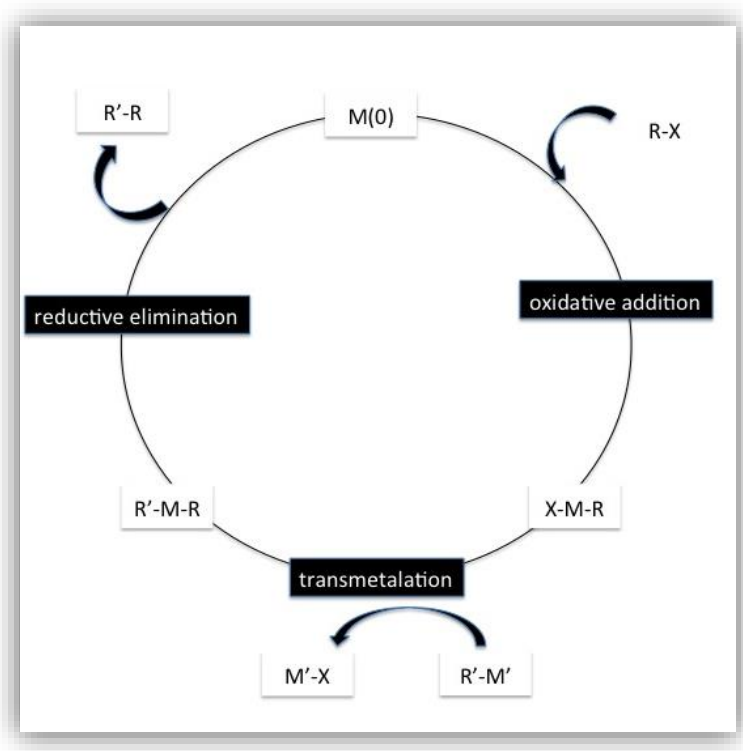 R’-R
M(0)
R-X
reductive elimination
oxidative addition
R’-M-R
X-M-R
transmetalation
M’-X
R’-M’